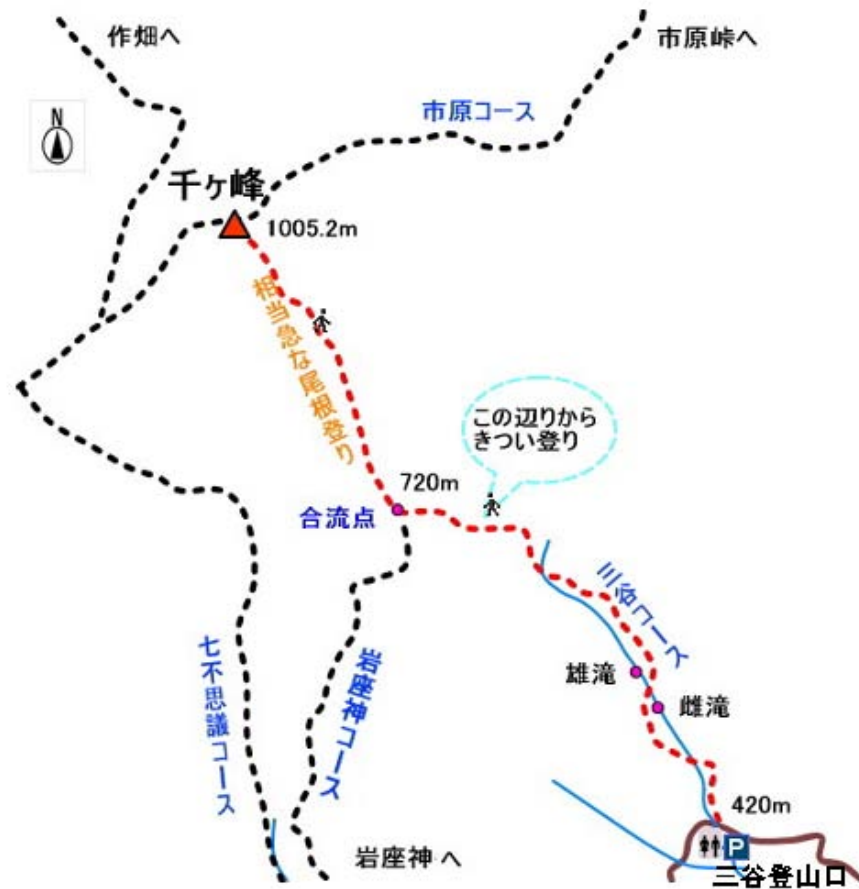 作畑へ
市原峠へ
N
市原コース
千ヶ峰
1005.2m
相当急な尾根登り
この辺りから
きつい登り
720m
合流点
三谷コース
雄滝
雌滝
七不思議コース
岩座神コース
420m
岩座神へ
P
三谷登山口